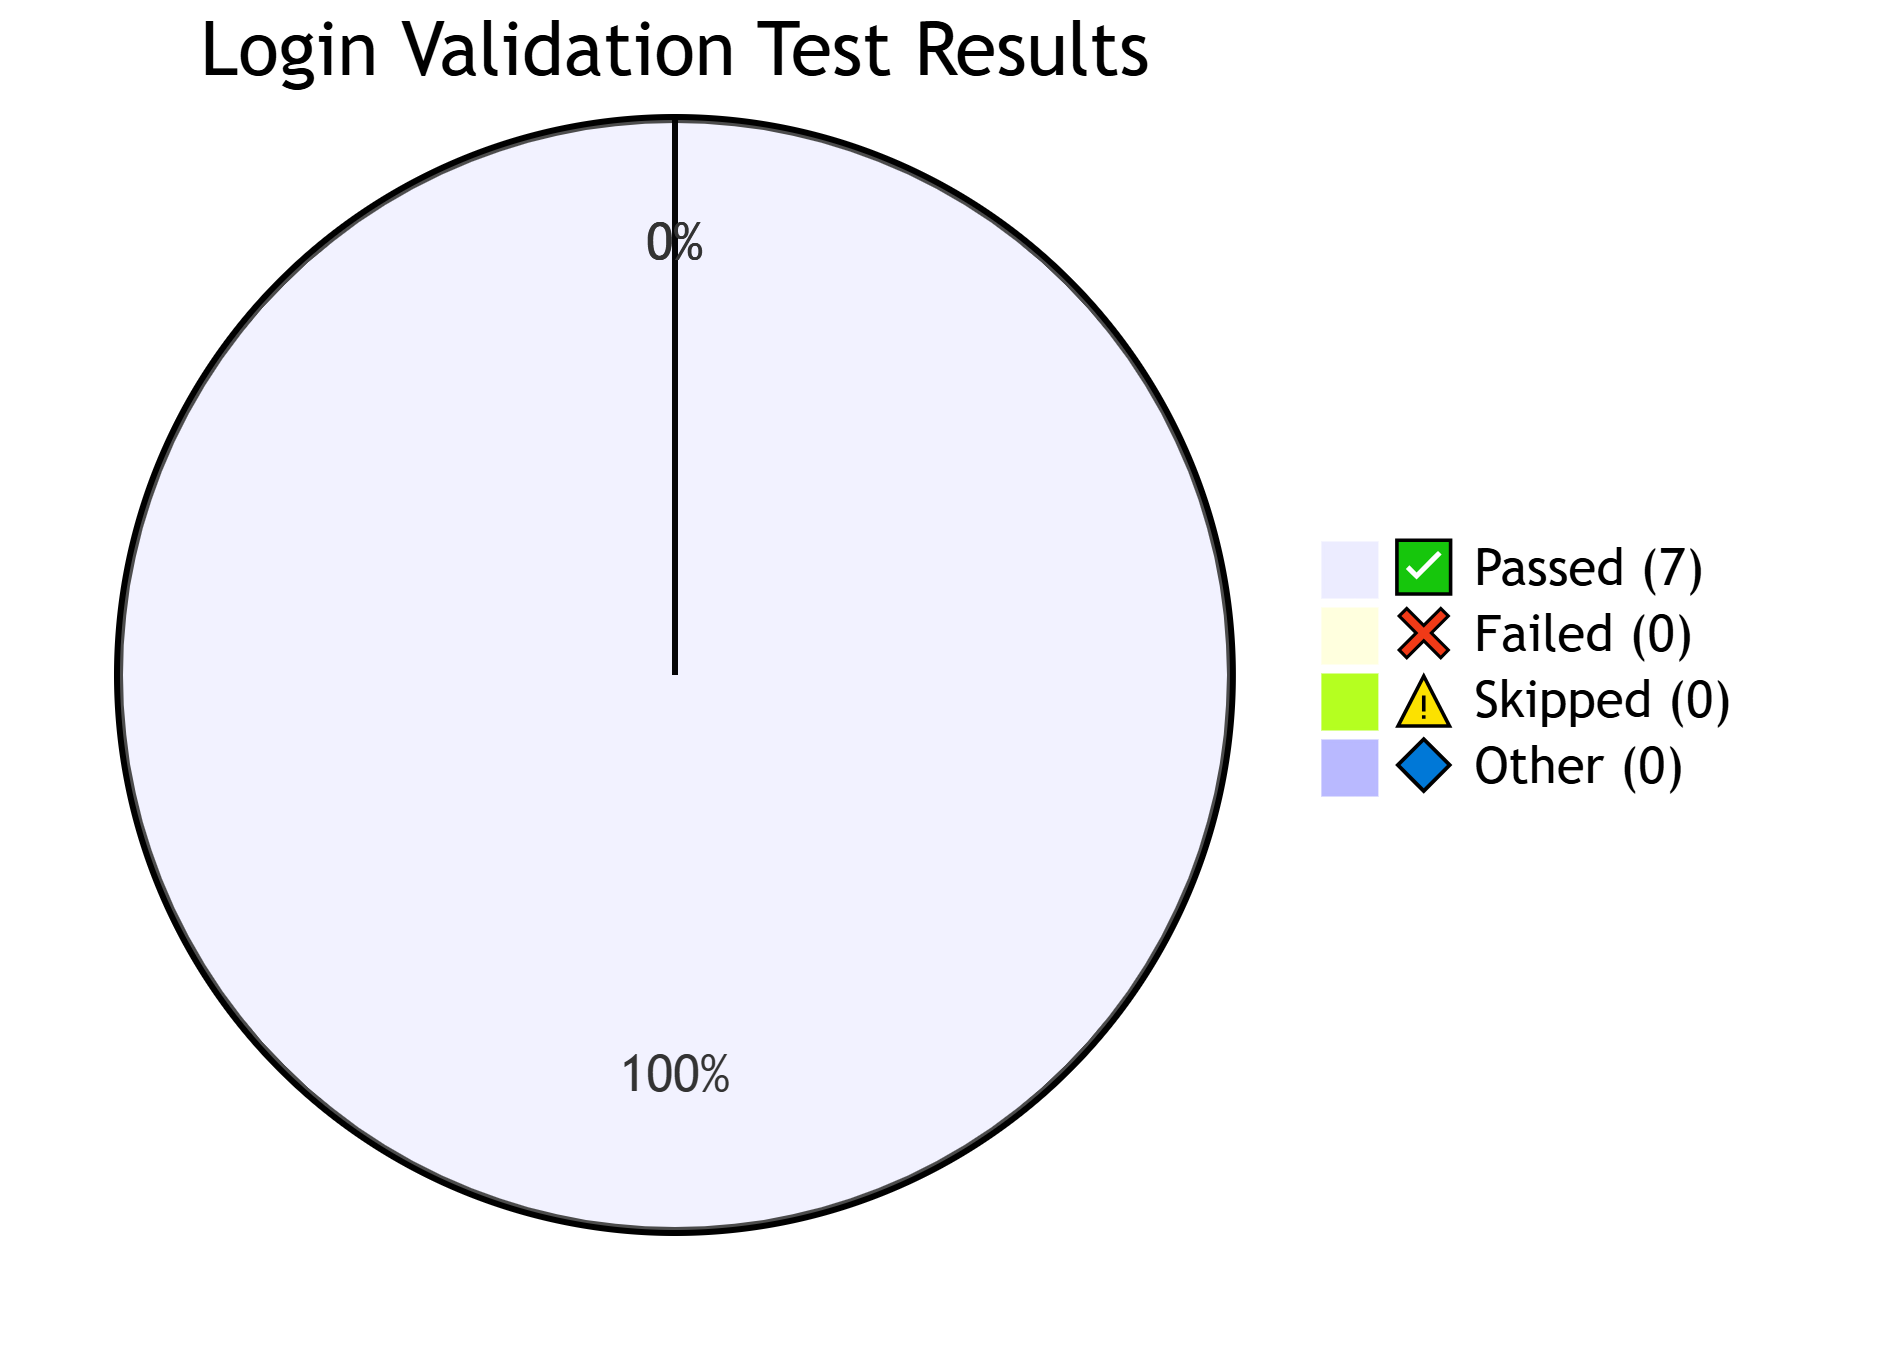 Login Validation Test Results
0%
100%
Passed (7)
Failed (0)
Skipped (0)
Other (0)